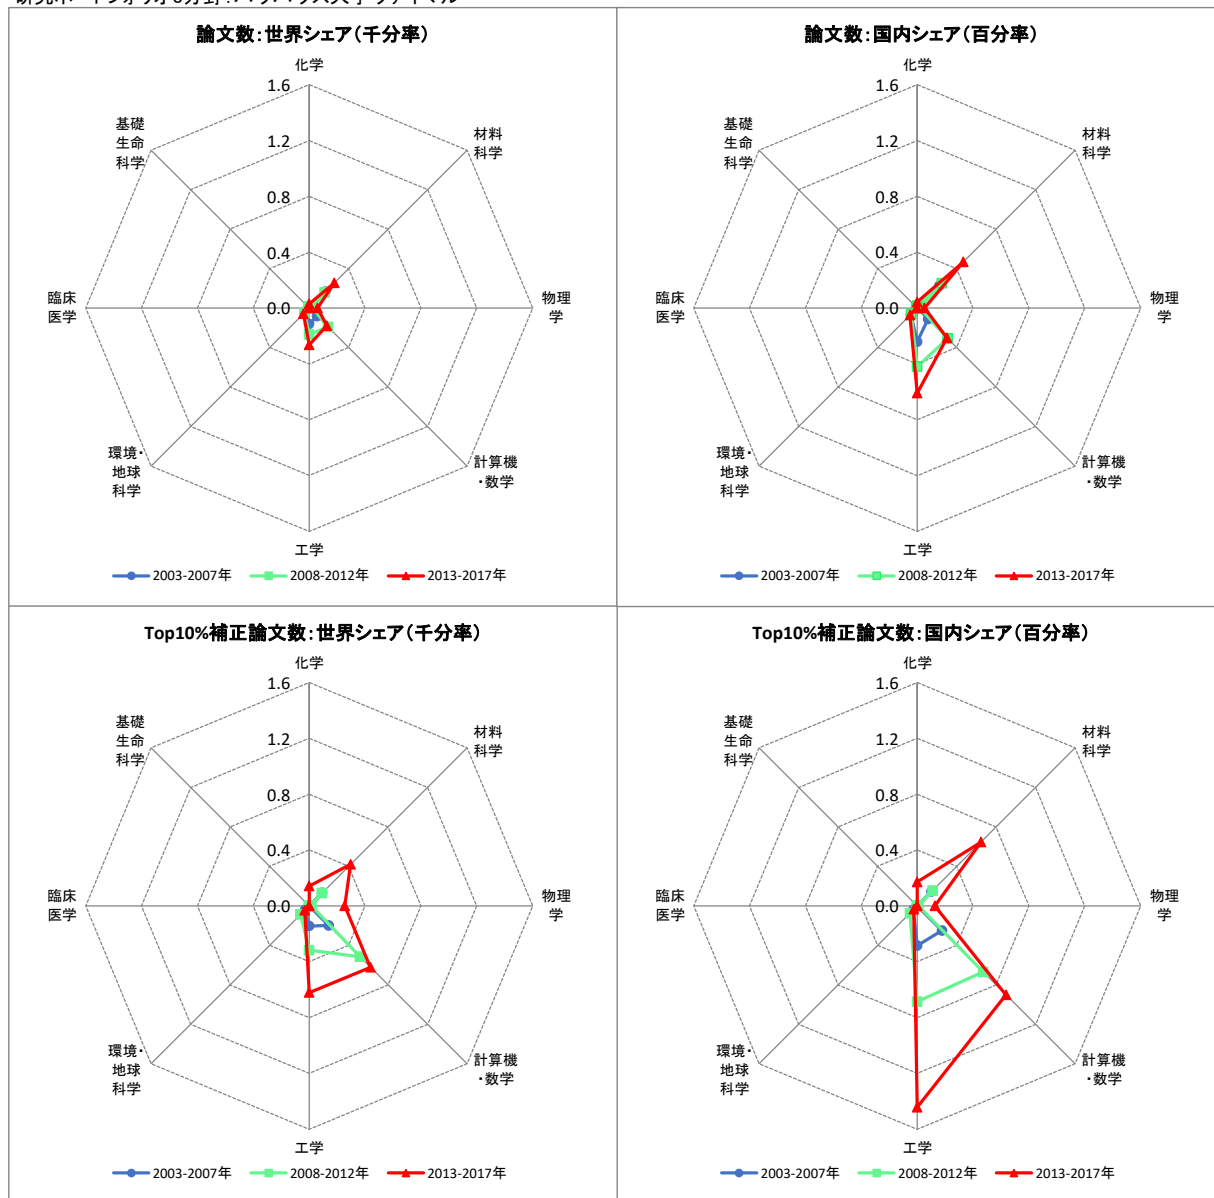 論文数:世界シェア(千分率)
化学
1.6
1.2
0.8
0.4
0.0
材料
科学
物理
学
計算機
・数学
工学
環境・
地球
科学
臨床
医学
基礎
生命
科学
2003-2007年 2008-2012年 2013-2017年
論文数:国内シェア(百分率)
化学
1.6
1.2
0.8
0.4
0.0
材料
科学
物理
学
計算機
・数学
工学
環境・
地球
科学
臨床
医学
基礎
生命
科学
2003-2007年 2008-2012年 2013-2017年
Top10%補正論文数:世界シェア(千分率)
化学
1.6
1.2
0.8
0.4
0.0
材料
科学
物理
学
計算機
・数学
工学
環境・
地球
科学
臨床
医学
基礎
生命
科学
2003-2007年 2008-2012年 2013-2017年
Top10%補正論文数:国内シェア(百分率)
化学
1.6
1.2
0.8
0.4
0.0
材料
科学
物理
学
計算機
・数学
工学
環境・
地球
科学
臨床
医学
基礎
生命
科学
2003-2007年 2008-2012年 2013-2017年